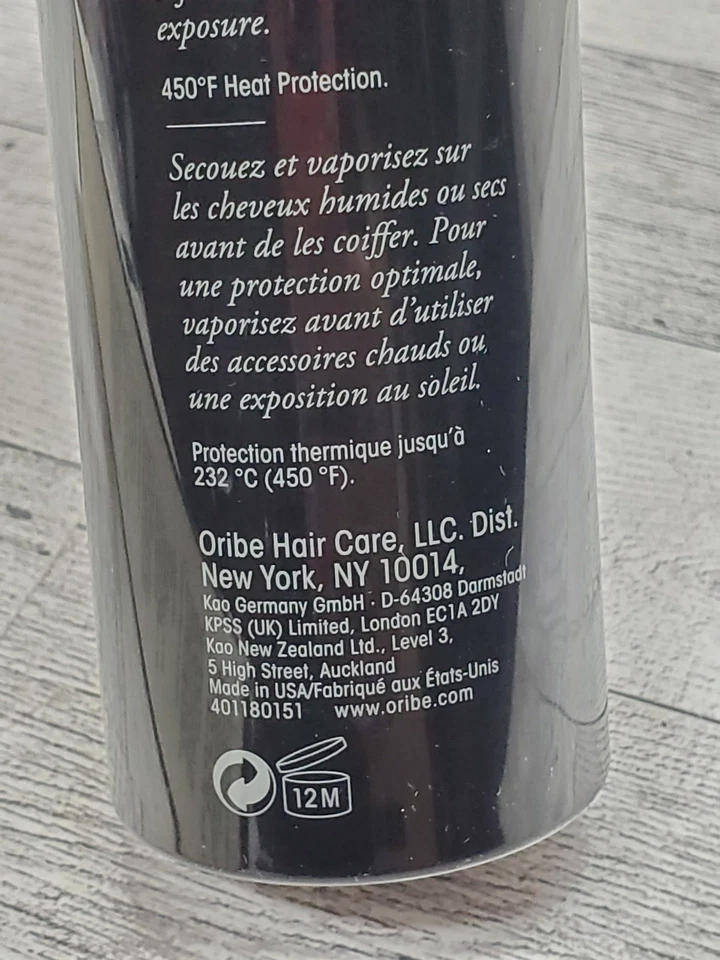 exposure.
450°F Heat Protection.
Secouez et vaporisez sur
les cheveux humides ou secs
avant de les coiffer. Pour
une protection optimale,
vaporisez avant d'utiliser
des accessoires chauds ou
une exposition au soleil.
Protection thermique jusqu'à
232 °C (450 °F).
Oribe Hair Care, LLC. Dist.
New York, NY 10014,
Kao Germany GmbH · D-64308 Darmstadt
KPSS (UK) Limited, London EC1A 2DY
Kao New Zealand Ltd., Level 3,
5 High Street, Auckland
Made in USA/Fabriqué aux États-Unis
401180151 www.oribe.com
12M